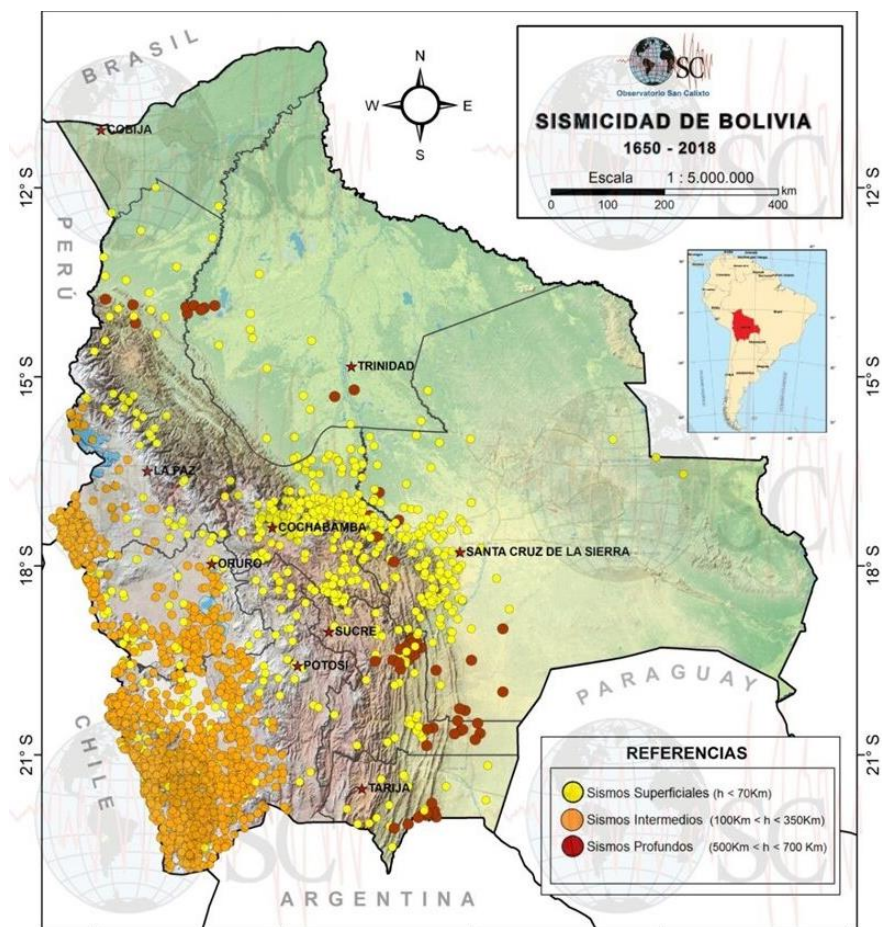 BRASIL
PERÚ
CHILE
ARGENTINA
PARAGUAY
N
W E
S
SC
Observatorio San Calixto
SISMICIDAD DE BOLIVIA
1650 - 2018
Escala 1 : 5.000.000
km
0 100 200 400
12°S
15°S
18°S
21°S
12°S
15°S
18°S
21°S
COBIJA
TRINIDAD
LA PAZ
COCHABAMBA
SANTA CRUZ DE LA SIERRA
ORURO
SUCRE
POTOSÍ
TARIJA
REFERENCIAS
Sismos Superficiales (h < 70Km)
Sismos Intermedios (100Km < h < 350Km)
Sismos Profundos (500Km < h < 700 Km)